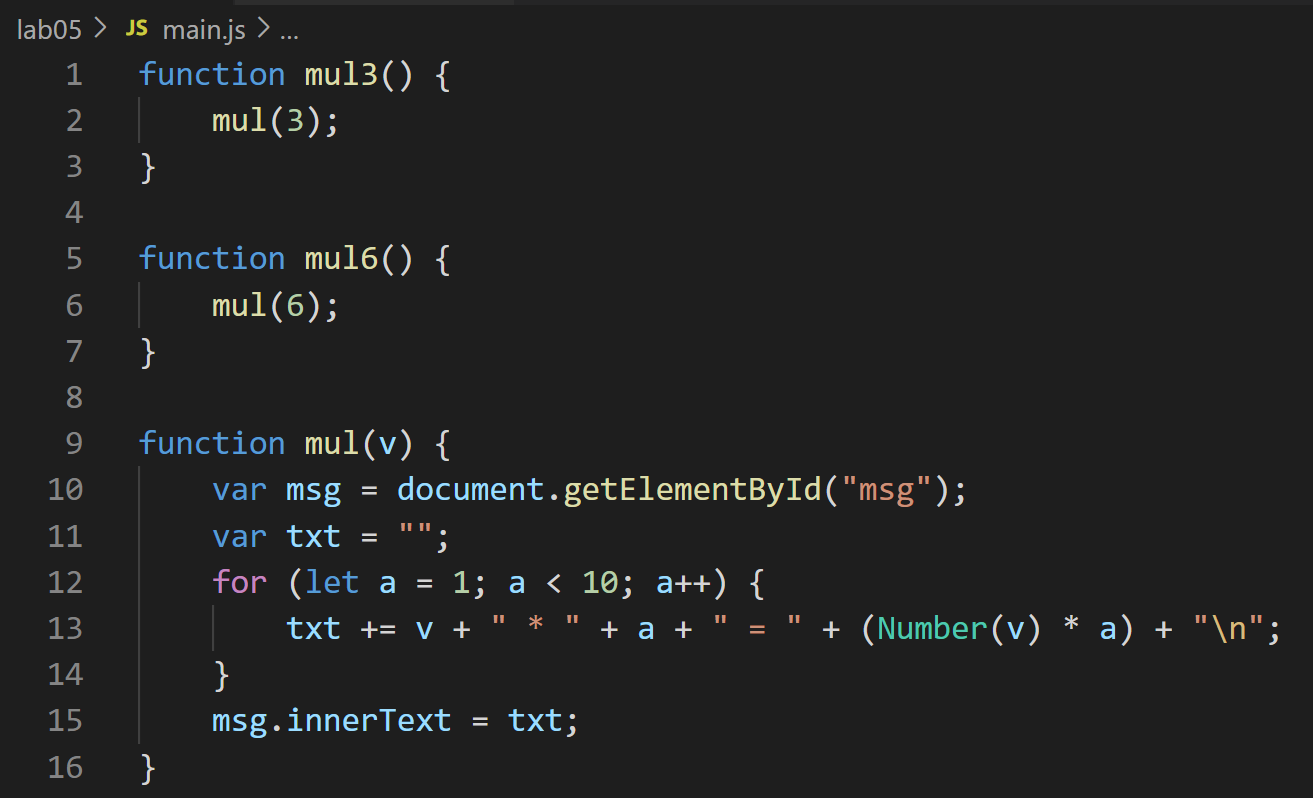 lab05 > JS main.js > ...
1 function mul3() {
2     mul(3);
3 }
4
5 function mul6() {
6     mul(6);
7 }
8
9 function mul(v) {
10     var msg = document.getElementById("msg");
11     var txt = "";
12     for (let a = 1; a < 10; a++) {
13         txt += v + " * " + a + " = " + (Number(v) * a) + "\n";
14     }
15     msg.innerText = txt;
16 }